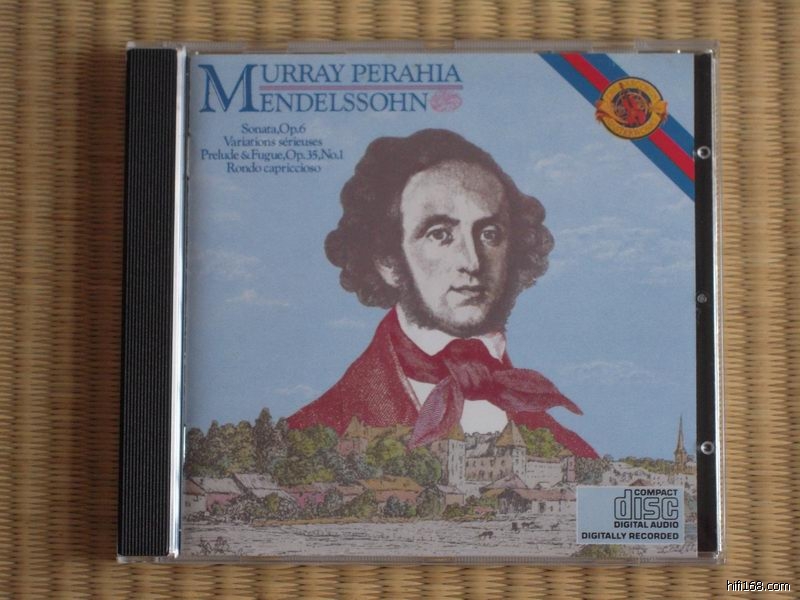 MURRAY PERAHIA
MENDELSSOHN
Sonata,Op.6
Variations sérieuses
Prelude & Fugue,Op.35,No.1
Rondo capriccioso
COMPACT
disc
DIGITAL AUDIO
DIGITALLY RECORDED
hifi168.com